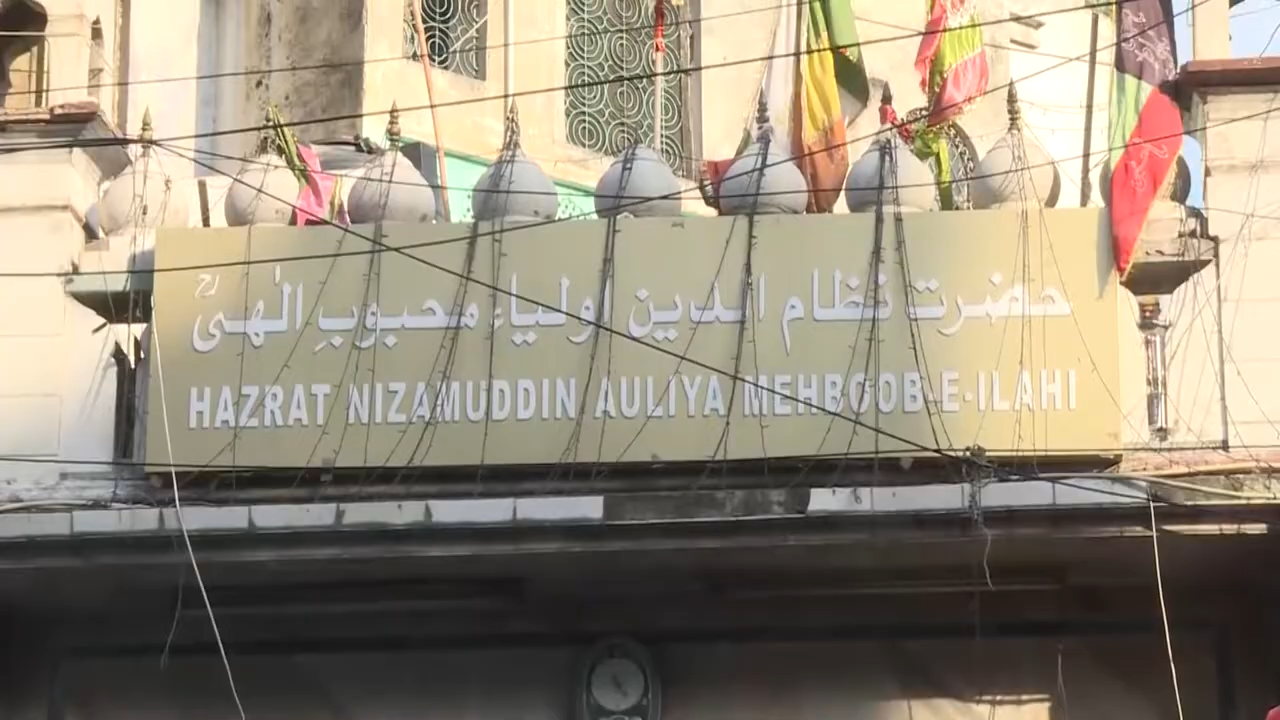 حضرت نظام الدین اولیاء محبوبِ الٰہیؒ
HAZRAT NIZAMUDDIN AULIYA MEHBOOB-E-ILAHI